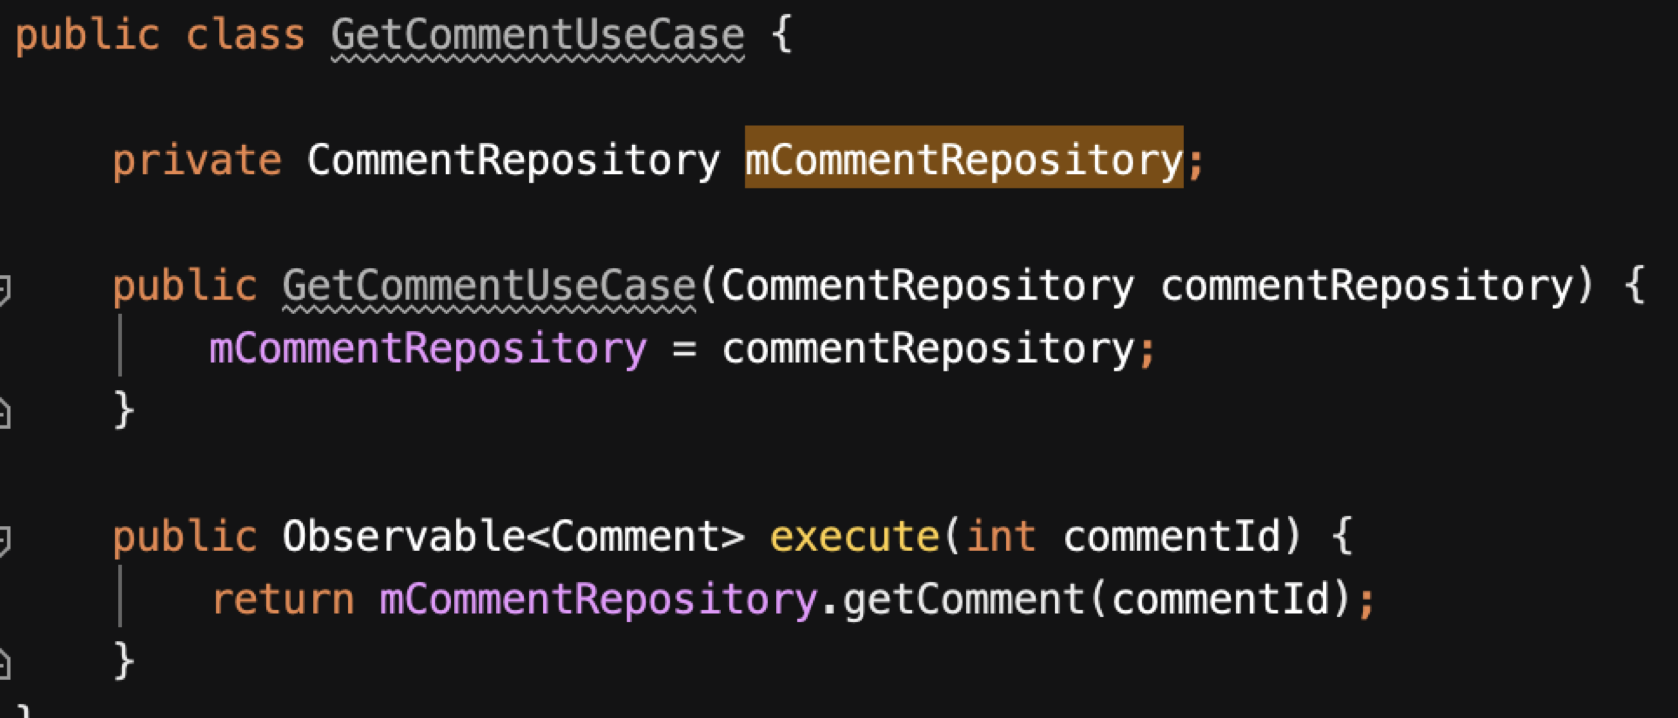 public class GetCommentUseCase {
private CommentRepository mCommentRepository;
public GetCommentUseCase(CommentRepository commentRepository) {
mCommentRepository = commentRepository;
}
public Observable<Comment> execute(int commentId) {
return mCommentRepository.getComment(commentId);
}
}